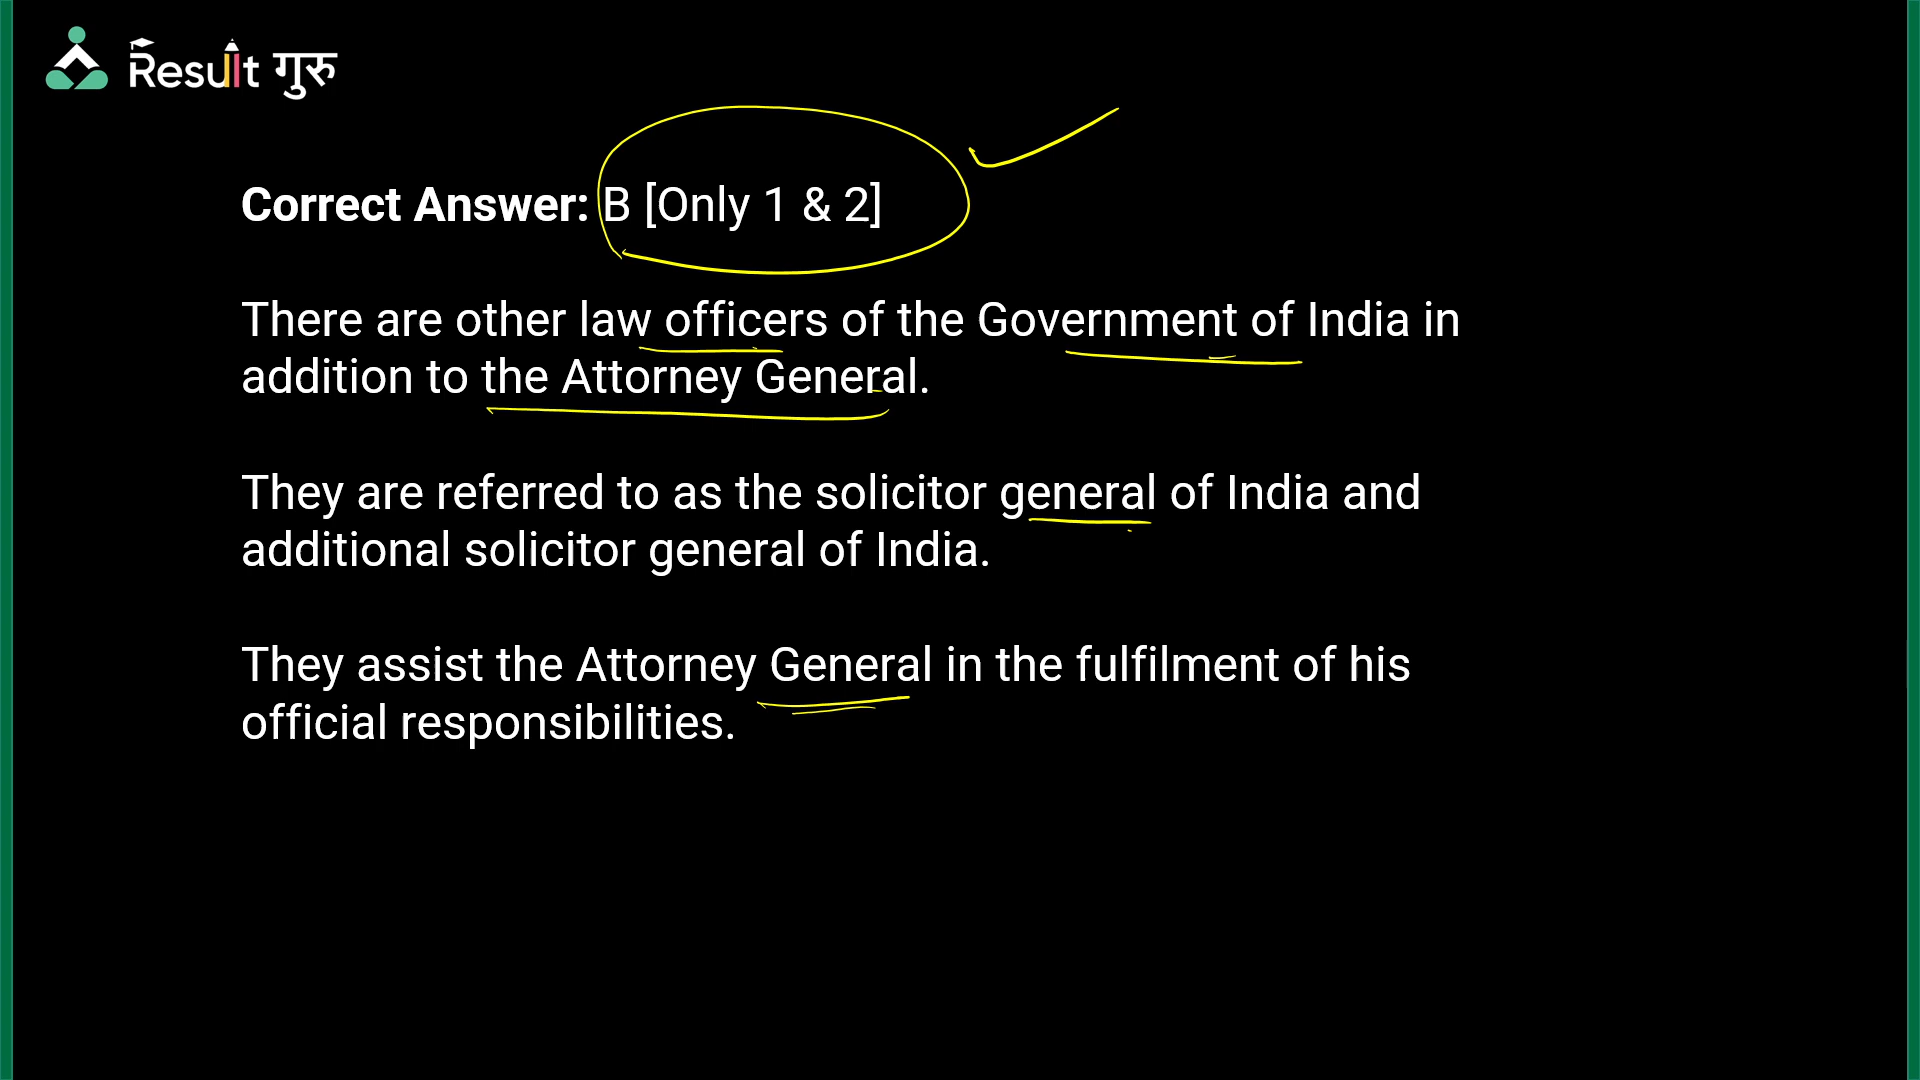 Result गुरु
Correct Answer: B [Only 1 & 2]
There are other law officers of the Government of India in
addition to the Attorney General.
They are referred to as the solicitor general of India and
additional solicitor general of India.
They assist the Attorney General in the fulfilment of his
official responsibilities.